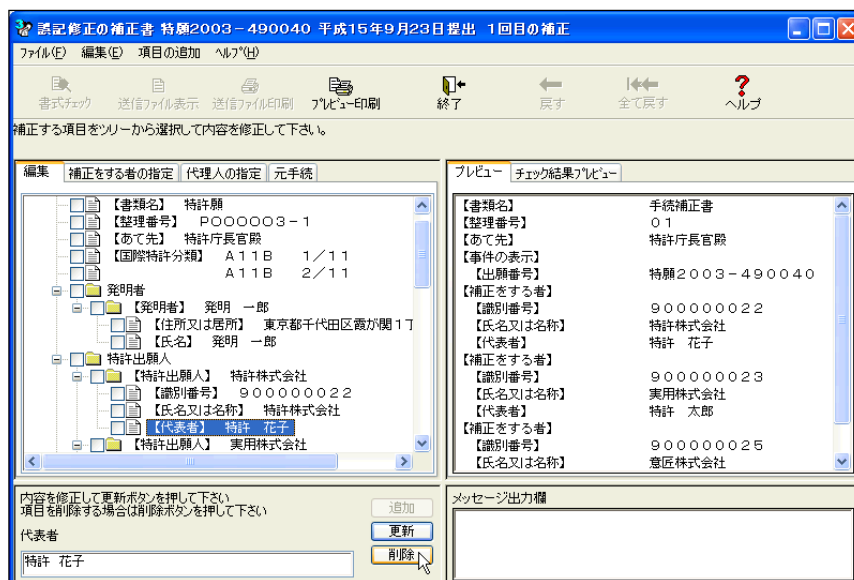 誤記修正の補正書 特願2003－490040 平成15年9月23日提出 1回目の補正
ファイル(F) 編集(E) 項目の追加 ヘルプ(H)
書式チェック 送信ファイル表示 送信ファイル印刷 プレビュー印刷 終了 戻す 全て戻す ヘルプ
補正する項目をツリーから選択して内容を修正して下さい。
編集 補正をする者の指定 代理人の指定 元手続
【書類名】 特許願
【整理番号】 P000003－1
【あて先】 特許庁長官殿
【国際特許分類】 A11B 1/11
A11B 2/11
発明者
【発明者】 発明 一郎
【住所又は居所】 東京都千代田区霞が関1丁
【氏名】 発明 一郎
特許出願人
【特許出願人】 特許株式会社
【識別番号】 900000022
【氏名又は名称】 特許株式会社
【代表者】 特許 花子
【特許出願人】 実用株式会社
プレビュー チェック結果プレビュー
【書類名】 手続補正書
【整理番号】 01
【あて先】 特許庁長官殿
【事件の表示】
【出願番号】 特願2003－490040
【補正をする者】
【識別番号】 900000022
【氏名又は名称】 特許株式会社
【代表者】 特許 花子
【補正をする者】
【識別番号】 900000023
【氏名又は名称】 実用株式会社
【代表者】 特許 太郎
【補正をする者】
【識別番号】 900000025
【氏名又は名称】 意匠株式会社
内容を修正して更新ボタンを押して下さい
項目を削除する場合は削除ボタンを押して下さい
追加
代表者
更新
特許 花子
削除
メッセージ出力欄